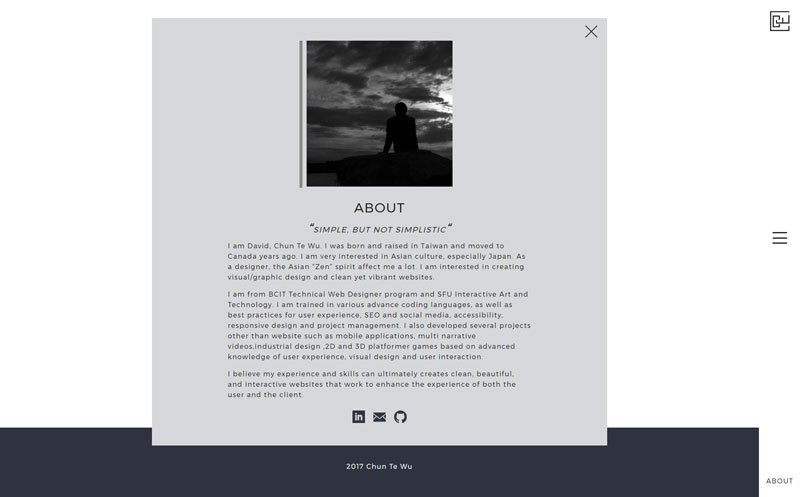 ABOUT
“SIMPLE, BUT NOT SIMPLISTIC“
I am David, Chun Te Wu. I was born and raised in Taiwan and moved to
Canada years ago. I am very interested in Asian culture, especially Japan. As
a designer, the Asian "Zen" spirit affect me a lot. I am interested in creating
visual/graphic design and clean yet vibrant websites.
I am from BCIT Technical Web Designer program and SFU Interactive Art and
Technology. I am trained in various advance coding languages, as well as
best practices for user experience, SEO and social media, accessibility,
responsive design and project management. I also developed several projects
other than website such as mobile applications, multi narrative
videos,industrial design ,2D and 3D platformer games based on advanced
knowledge of user experience, visual design and user interaction.
I believe my experience and skills can ultimately creates clean, beautiful,
and interactive websites that work to enhance the experience of both the
user and the client.
in
2017 Chun Te Wu
ABOUT